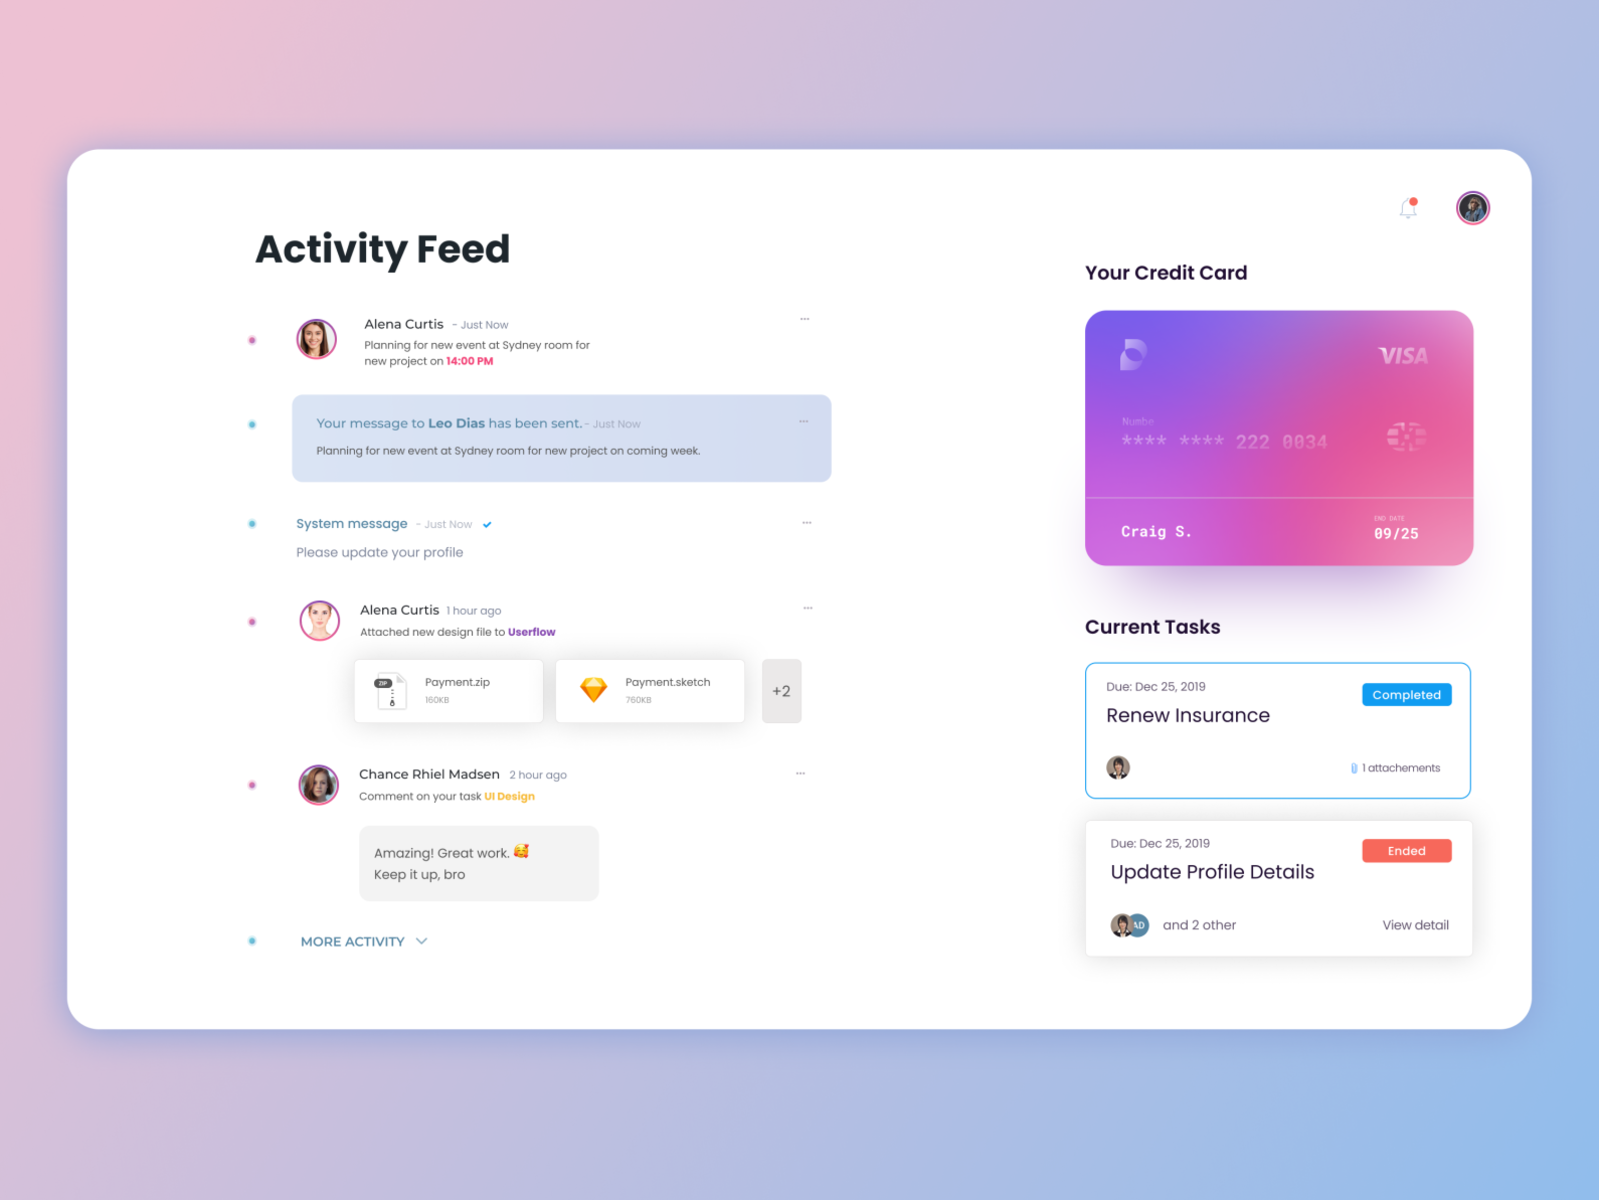 Activity Feed
Alena Curtis - Just Now
Planning for new event at Sydney room for
new project on 14:00 PM
Your message to Leo Dias has been sent. - Just Now
Planning for new event at Sydney room for new project on coming week.
System message - Just Now
Please update your profile
Alena Curtis 1 hour ago
Attached new design file to Userflow
ZIP
Payment.zip
160KB
Payment.sketch
760KB
+2
Chance Rhiel Madsen 2 hour ago
Comment on your task UI Design
Amazing! Great work. 🥰
Keep it up, bro
MORE ACTIVITY
Your Credit Card
VISA
Numbe
**** **** 222 0034
Craig S.
END DATE
09/25
Current Tasks
Due: Dec 25, 2019
Completed
Renew Insurance
1 attachements
Due: Dec 25, 2019
Ended
Update Profile Details
AD
and 2 other
View detail